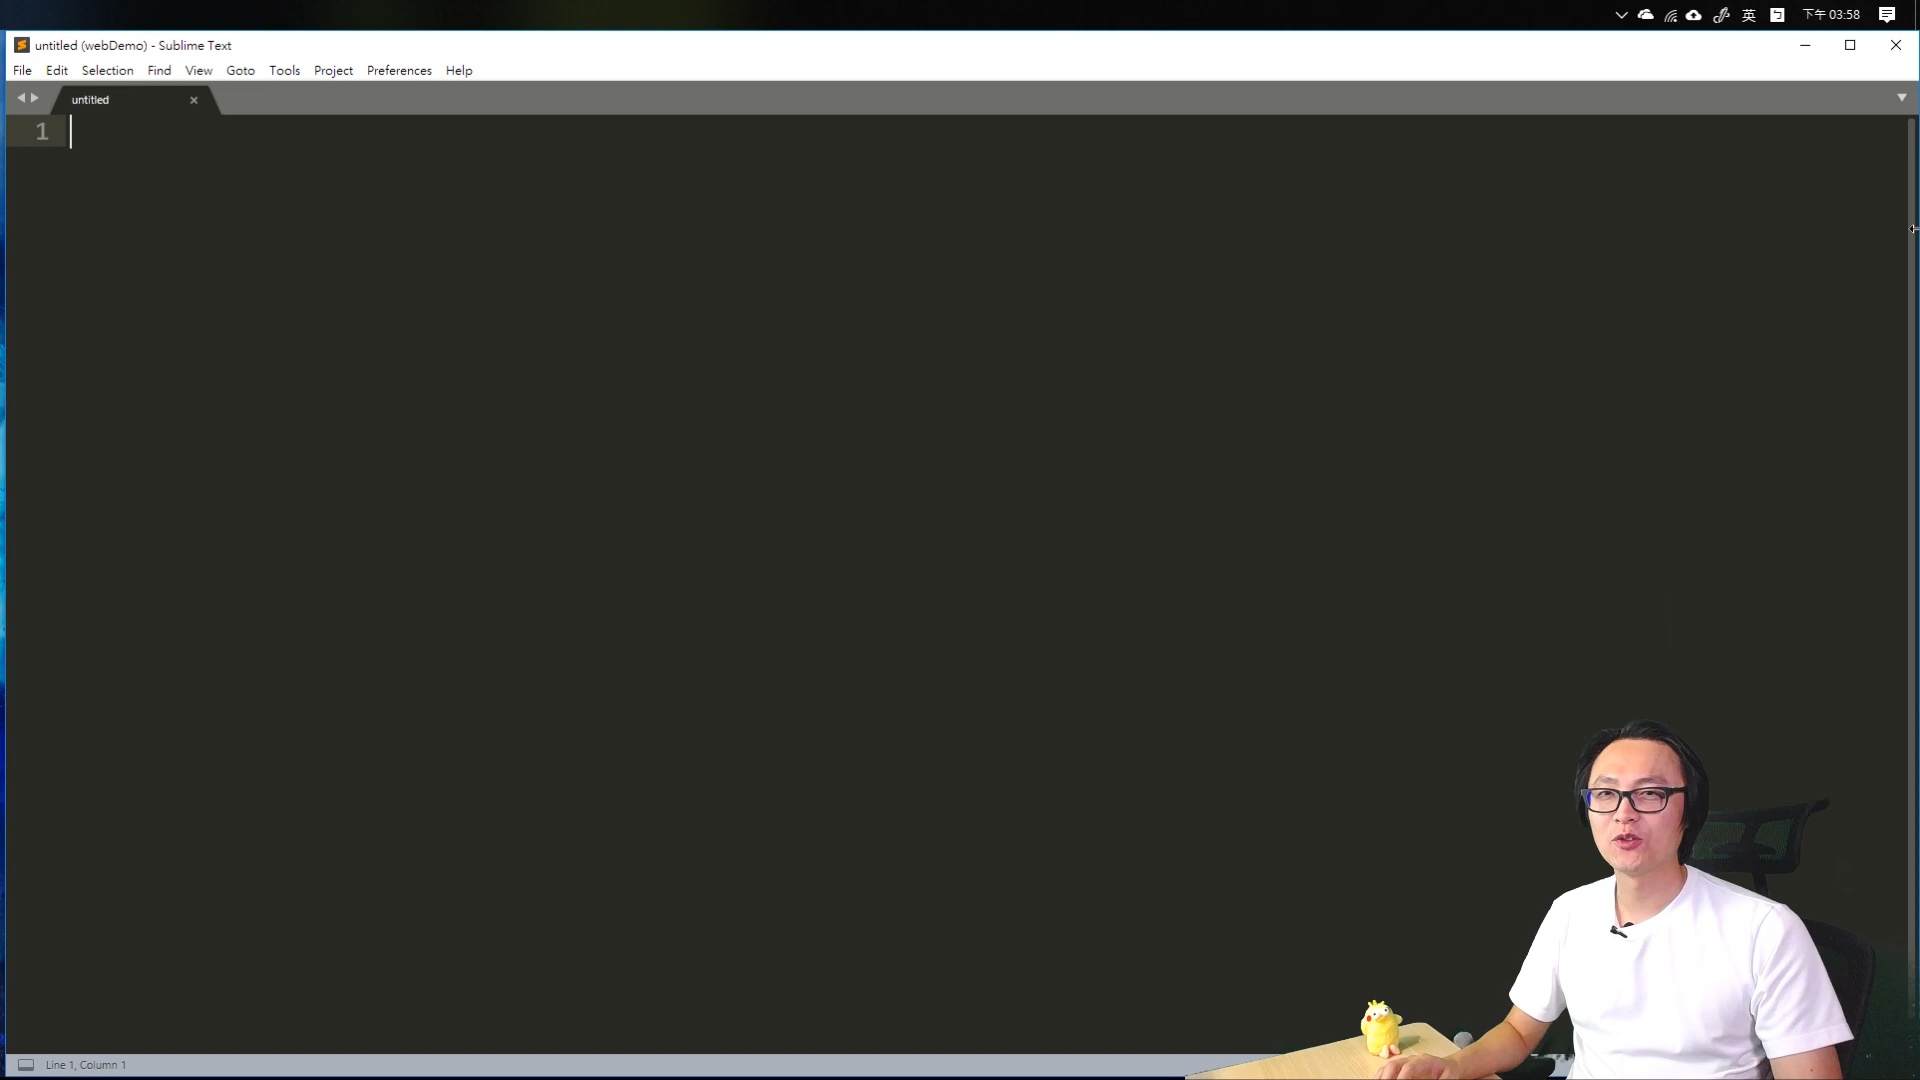 英 ㄅ 下午 03:58
untitled (webDemo) - Sublime Text
File Edit Selection Find View Goto Tools Project Preferences Help
untitled
1
Line 1, Column 1